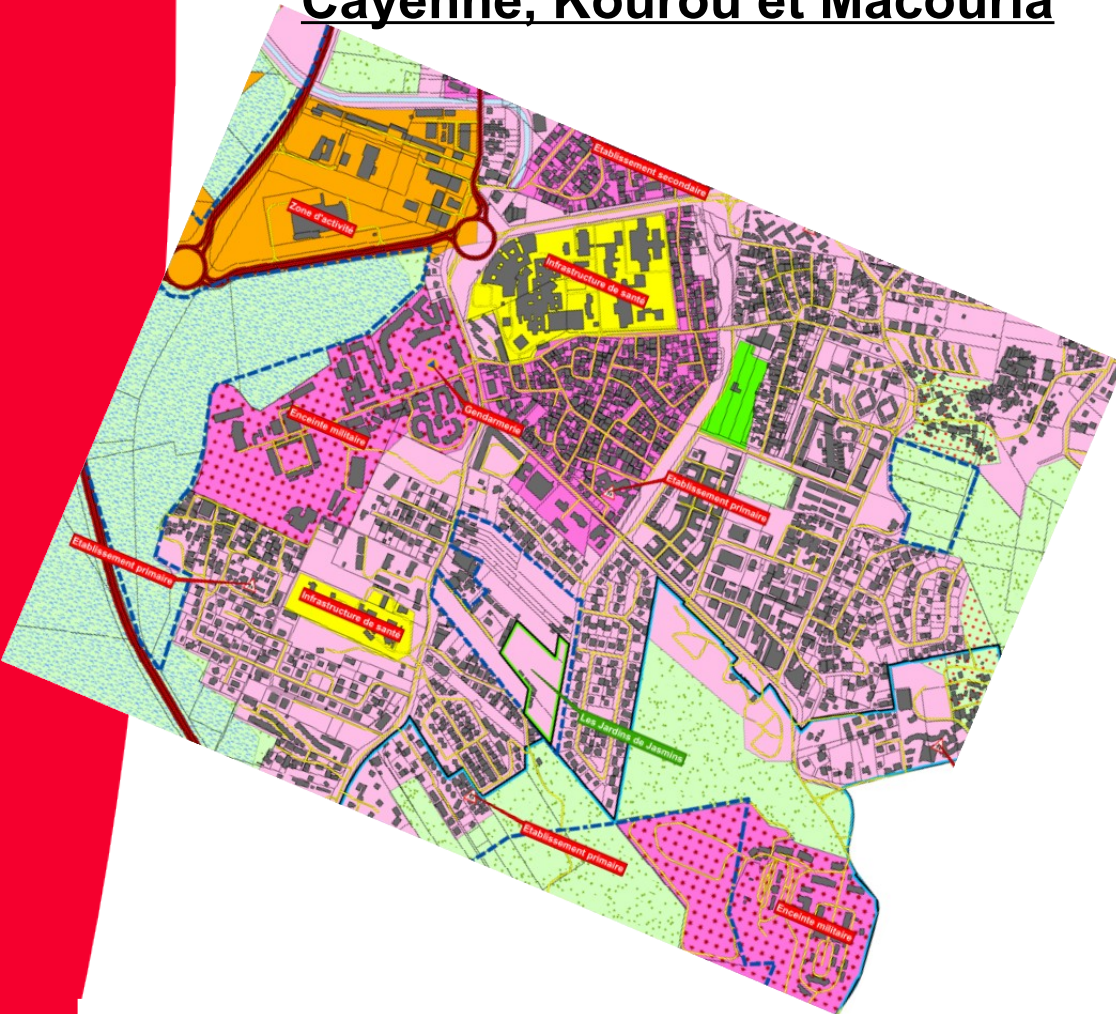 Cayenne, Kourou et Macouria
Etablissement secondaire
Zone d'activité
Infrastructure de santé
Gendarmerie
Enceinte militaire
Etablissement primaire
Etablissement primaire
Infrastructure de santé
Les Jardins de Jasmins
Etablissement primaire
Enceinte militaire